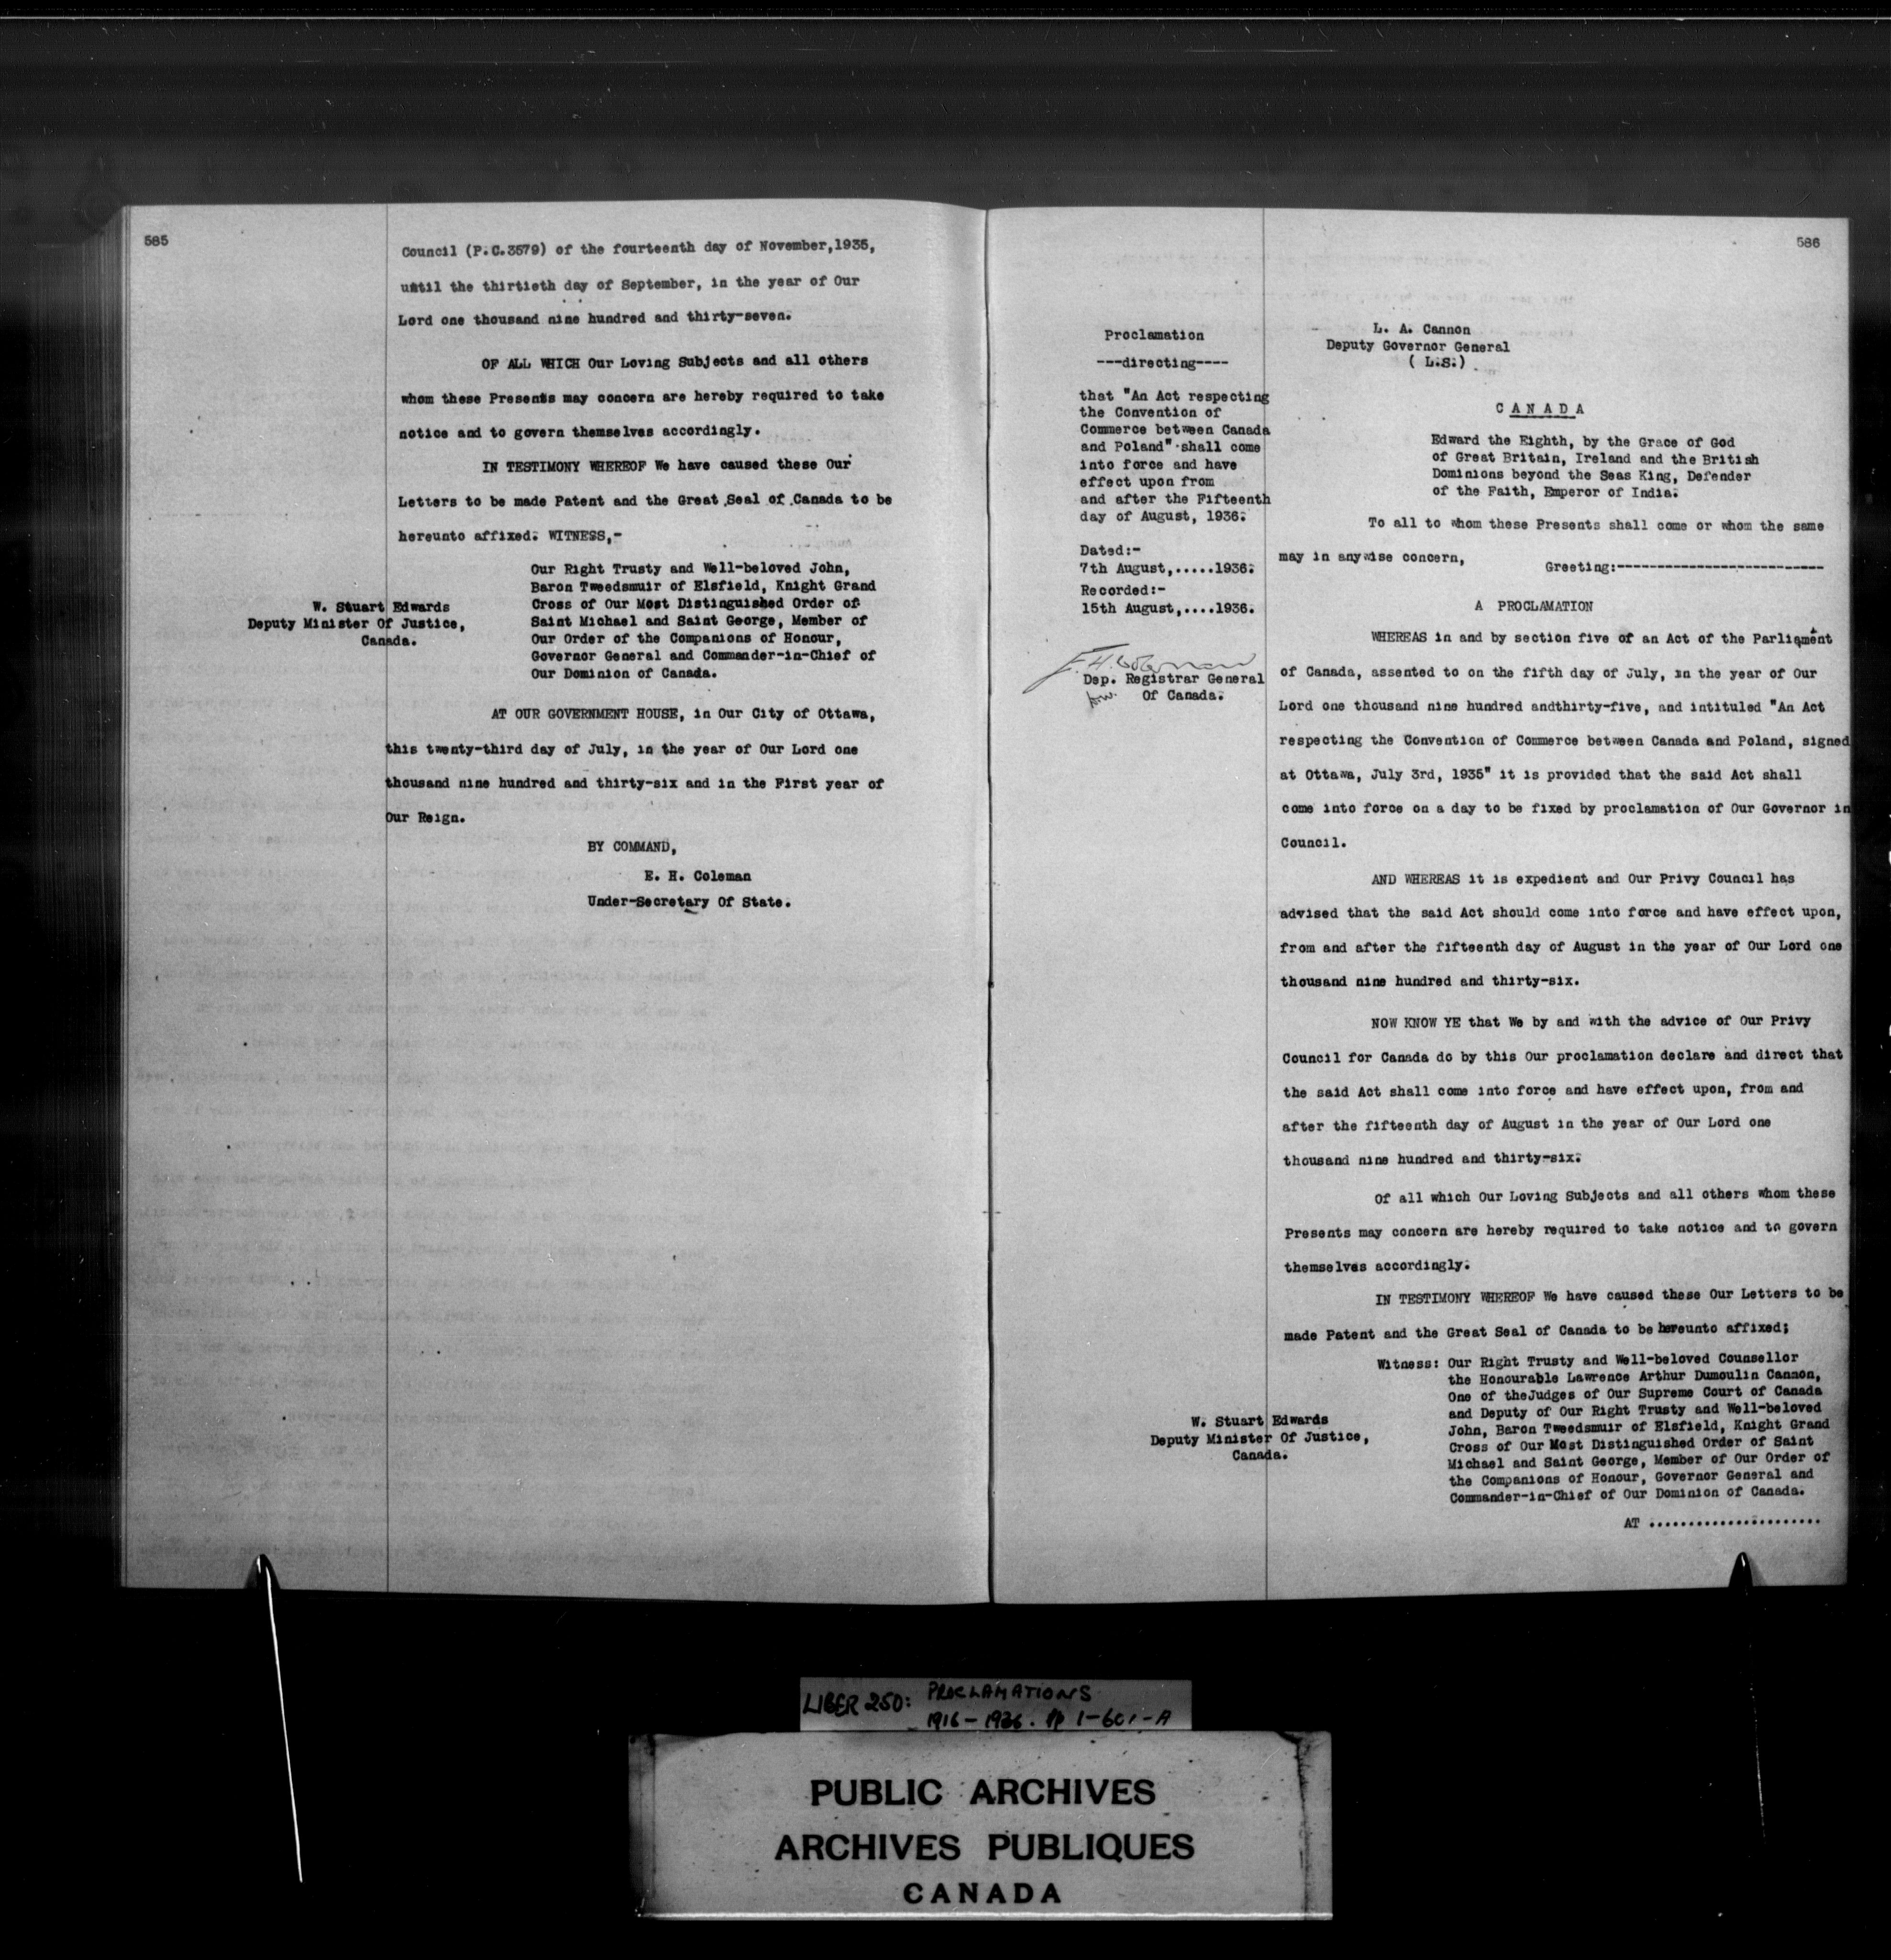 585
Council (P.C.3579) of the fourteenth day of November,1935,
until the thirtieth day of September, in the year of Our
Lord one thousand nine hundred and thirty-seven.
OF ALL WHICH Our Loving Subjects and all others
whom these Presents may concern are hereby required to take
notice and to govern themselves accordingly.
IN TESTIMONY WHEREOF We have caused these Our
Letters to be made Patent and the Great Seal of Canada to be
hereunto affixed. WITNESS,-
Our Right Trusty and Well-beloved John,
Baron Tweedsmuir of Elsfield, Knight Grand
Cross of Our Most Distinguished Order of
Saint Michael and Saint George, Member of
Our Order of the Companions of Honour,
Governor General and Commander-in-Chief of
Our Dominion of Canada.
W. Stuart Edwards
Deputy Minister Of Justice,
Canada.
AT OUR GOVERNMENT HOUSE, in Our City of Ottawa,
this twenty-third day of July, in the year of Our Lord one
thousand nine hundred and thirty-six and in the First year of
Our Reign.
BY COMMAND,
E. H. Coleman
Under-Secretary Of State.
586
Proclamation
---directing----
that "An Act respecting
the Convention of
Commerce between Canada
and Poland" shall come
into force and have
effect upon from
and after the Fifteenth
day of August, 1936.
Dated:-
7th August,.....1936.
Recorded:-
15th August,....1936.
E.H. Coleman
Dep. Registrar General
Of Canada.
L. A. Cannon
Deputy Governor General
( L.S.)
C A N A D A
Edward the Eighth, by the Grace of God
of Great Britain, Ireland and the British
Dominions beyond the Seas King, Defender
of the Faith, Emperor of India.
To all to whom these Presents shall come or whom the same
may in anywise concern,
Greeting:--------------------------
A PROCLAMATION
WHEREAS in and by section five of an Act of the Parliament
of Canada, assented to on the fifth day of July, in the year of Our
Lord one thousand nine hundred andthirty-five, and intituled "An Act
respecting the Convention of Commerce between Canada and Poland, signed
at Ottawa, July 3rd, 1935" it is provided that the said Act shall
come into force on a day to be fixed by proclamation of Our Governor in
Council.
AND WHEREAS it is expedient and Our Privy Council has
advised that the said Act should come into force and have effect upon,
from and after the fifteenth day of August in the year of Our Lord one
thousand nine hundred and thirty-six.
NOW KNOW YE that We by and with the advice of Our Privy
Council for Canada do by this Our proclamation declare and direct that
the said Act shall come into force and have effect upon, from and
after the fifteenth day of August in the year of Our Lord one
thousand nine hundred and thirty-six.
Of all which Our Loving Subjects and all others whom these
Presents may concern are hereby required to take notice and to govern
themselves accordingly.
IN TESTIMONY WHEREOF We have caused these Our Letters to be
made Patent and the Great Seal of Canada to be hereunto affixed;
Witness: Our Right Trusty and Well-beloved Counsellor
the Honourable Lawrence Arthur Dumoulin Cannon,
One of theJudges of Our Supreme Court of Canada
and Deputy of Our Right Trusty and Well-beloved
John, Baron Tweedsmuir of Elsfield, Knight Grand
Cross of Our Most Distinguished Order of Saint
Michael and Saint George, Member of Our Order of
the Companions of Honour, Governor General and
Commander-in-Chief of Our Dominion of Canada.
W. Stuart Edwards
Deputy Minister Of Justice,
Canada.
AT ......................
LIBER 250: PROCLAMATIONS
1916-1936. pp 1-601-A
PUBLIC ARCHIVES
ARCHIVES PUBLIQUES
CANADA